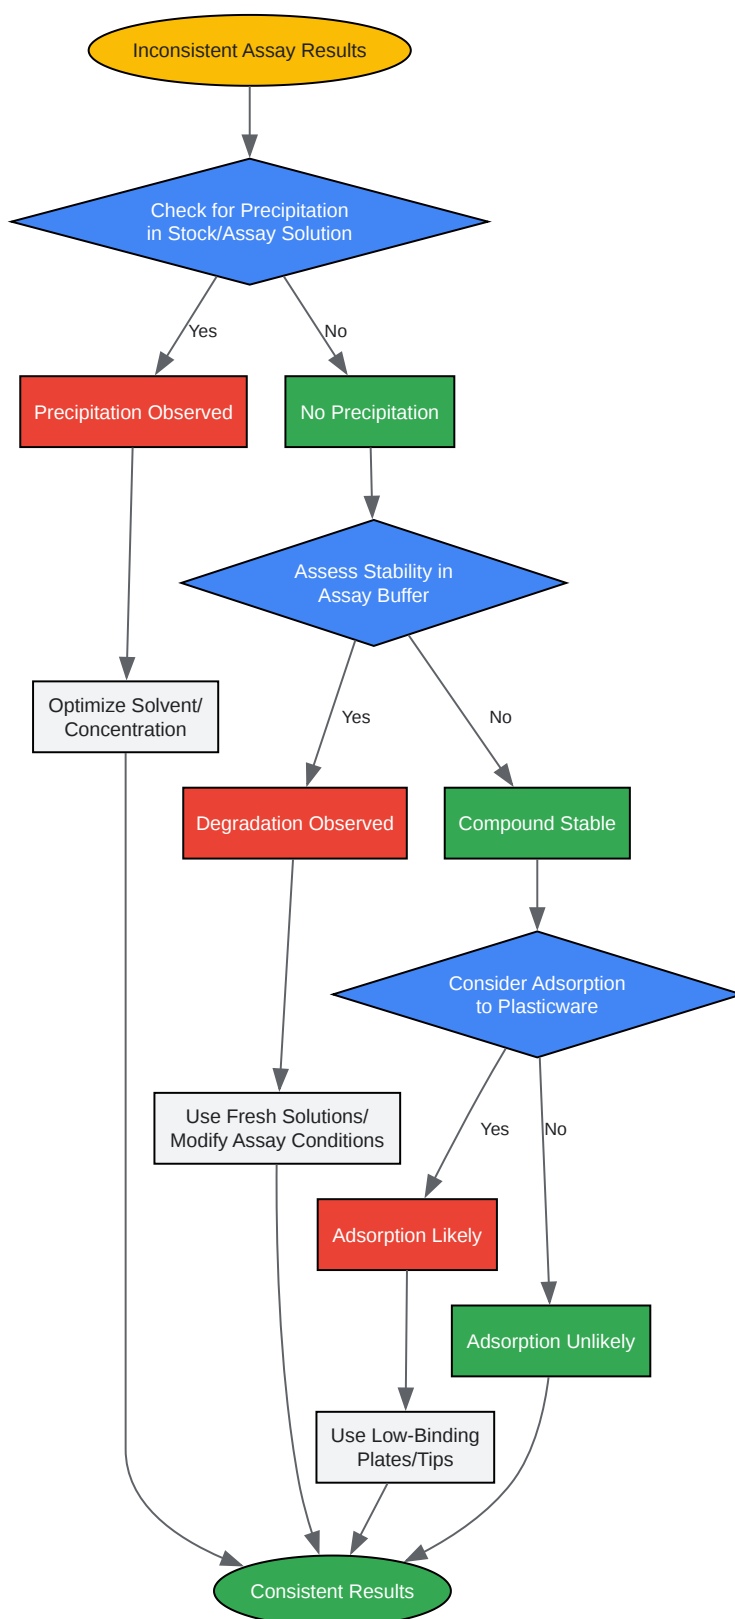 Inconsistent Assay Results
Check for Precipitation
in Stock/Assay Solution
Yes
No
Precipitation Observed
No Precipitation
Assess Stability in
Assay Buffer
Optimize Solvent/
Concentration
Yes
No
Degradation Observed
Compound Stable
Consider Adsorption
to Plasticware
Use Fresh Solutions/
Modify Assay Conditions
Yes
No
Adsorption Likely
Adsorption Unlikely
Use Low-Binding
Plates/Tips
Consistent Results